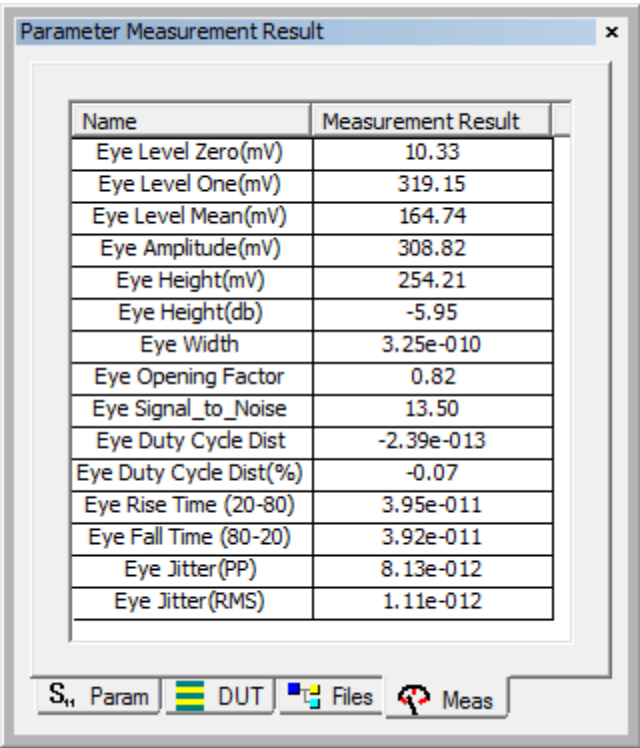 Parameter Measurement Result
Name Measurement Result
Eye Level Zero(mV) 10.33
Eye Level One(mV) 319.15
Eye Level Mean(mV) 164.74
Eye Amplitude(mV) 308.82
Eye Height(mV) 254.21
Eye Height(db) -5.95
Eye Width 3.25e-010
Eye Opening Factor 0.82
Eye Signal_to_Noise 13.50
Eye Duty Cycle Dist -2.39e-013
Eye Duty Cycle Dist(%) -0.07
Eye Rise Time (20-80) 3.95e-011
Eye Fall Time (80-20) 3.92e-011
Eye Jitter(PP) 8.13e-012
Eye Jitter(RMS) 1.11e-012
S₁₁ Param DUT Files Meas